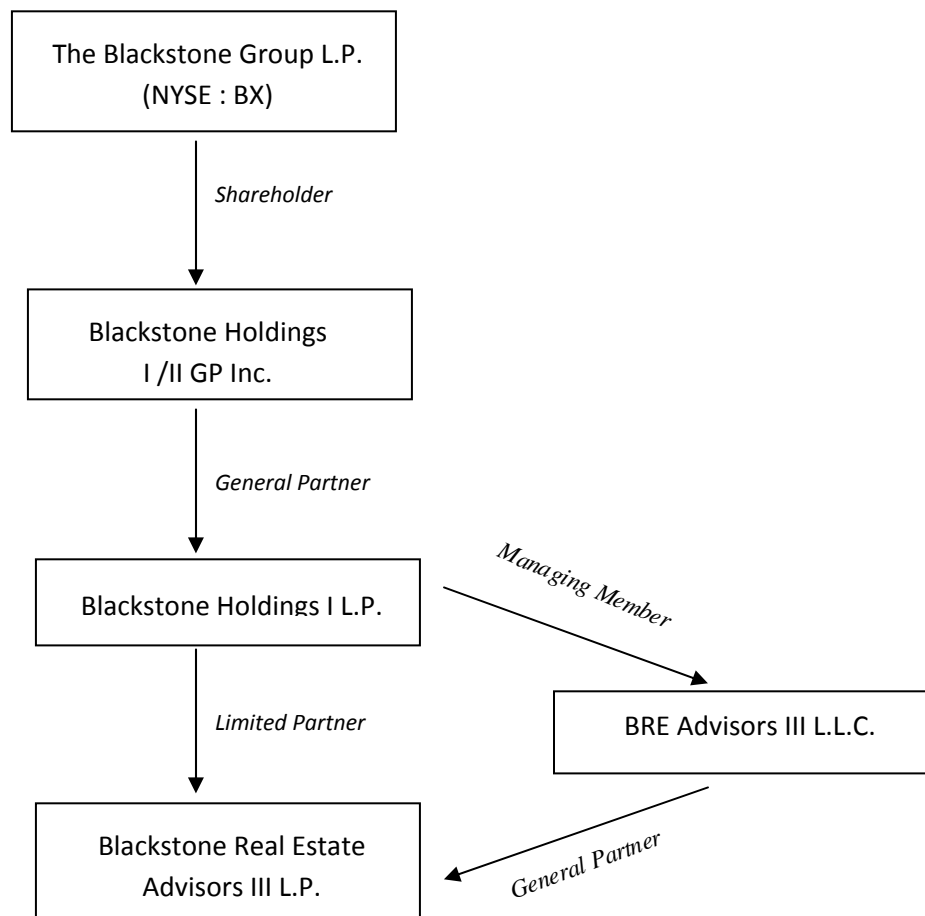 The Blackstone Group L.P.
(NYSE : BX)
Shareholder
Blackstone Holdings
I /II GP Inc.
General Partner
Managing Member
Blackstone Holdings I L.P.
Limited Partner
BRE Advisors III L.L.C.
Blackstone Real Estate
Advisors III L.P.
General Partner